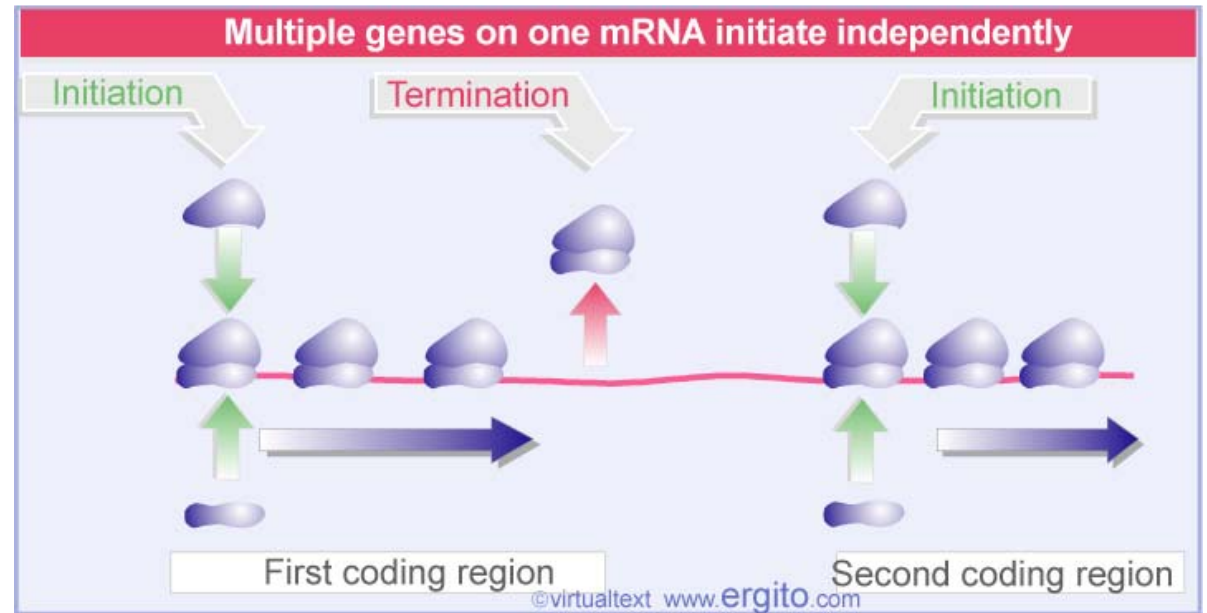 Multiple genes on one mRNA initiate independently
Initiation
Termination
Initiation
First coding region
Second coding region
©virtualtext www.ergito.com